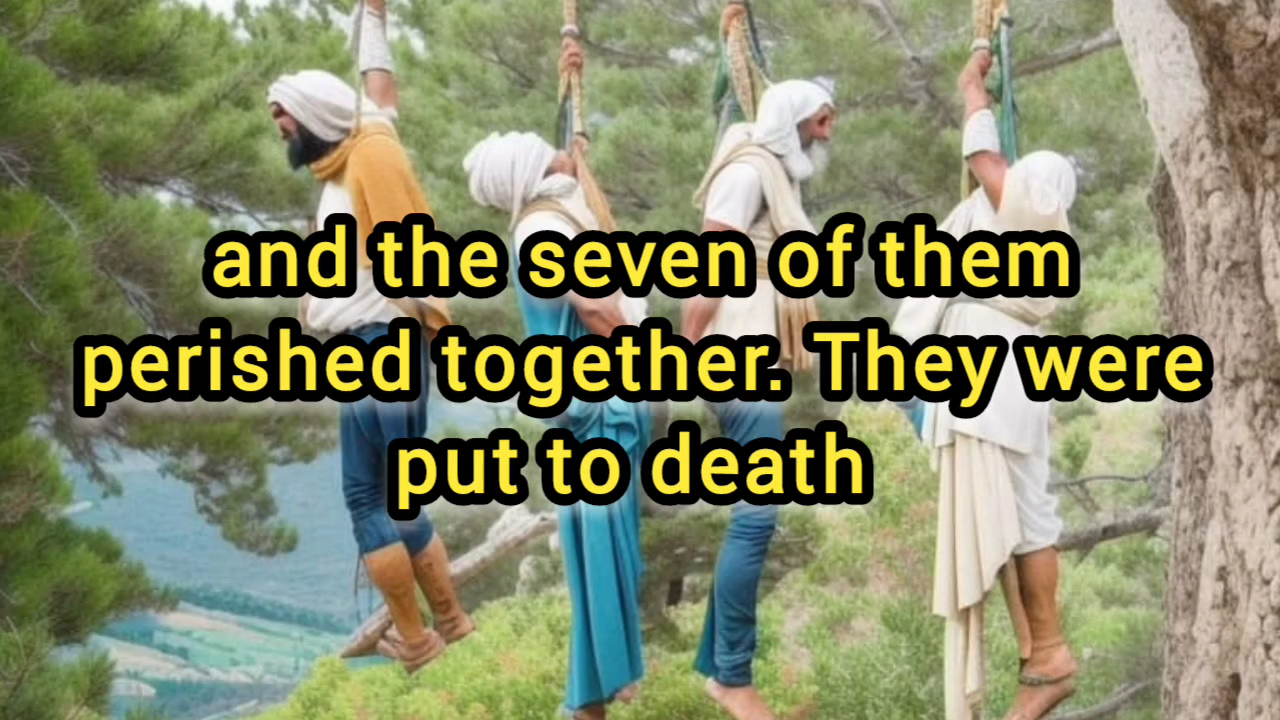 and the seven of them
perished together. They were
put to death